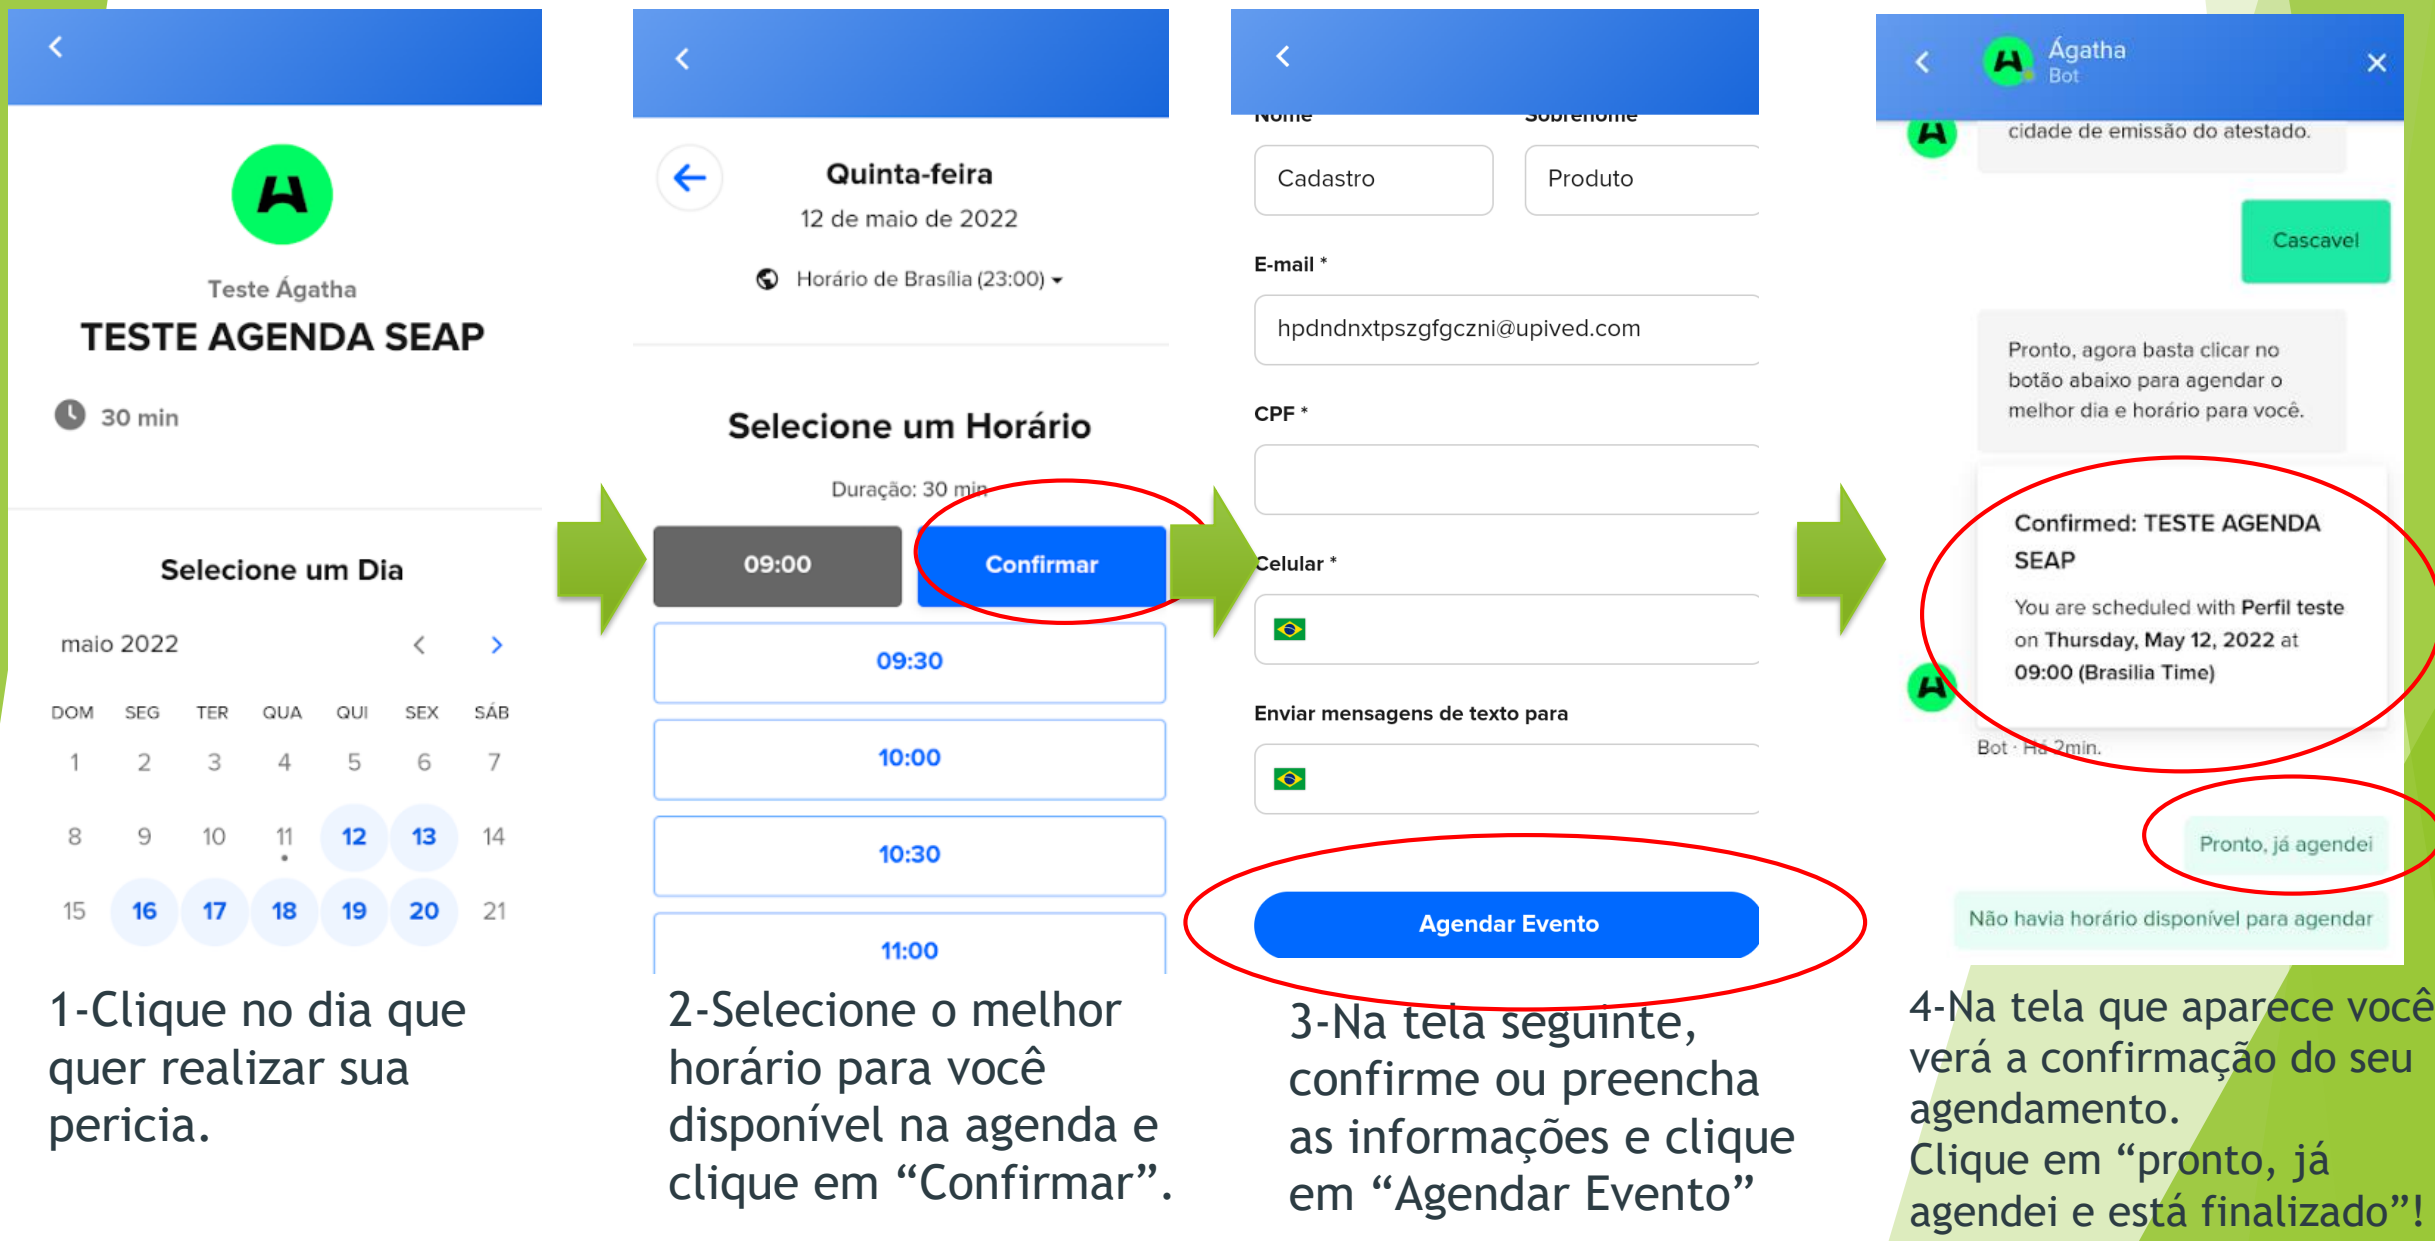 Teste Ágatha
TESTE AGENDA SEAP
30 min
Selecione um Dia
maio 2022
DOM SEG TER QUA QUI SEX SÁB
1 2 3 4 5 6 7
8 9 10 11 12 13 14
15 16 17 18 19 20 21
1-Clique no dia que
quer realizar sua
pericia.
Quinta-feira
12 de maio de 2022
Horário de Brasília (23:00)
Selecione um Horário
Duração: 30 min
09:00 Confirmar
09:30
10:00
10:30
11:00
2-Selecione o melhor
horário para você
disponível na agenda e
clique em “Confirmar”.
Nome Sobrenome
Cadastro Produto
E-mail *
hpdndnxtpszgfgczni@upived.com
CPF *
Celular *
Enviar mensagens de texto para
Agendar Evento
3-Na tela seguinte,
confirme ou preencha
as informações e clique
em “Agendar Evento”
Ágatha
Bot
cidade de emissão do atestado.
Cascavel
Pronto, agora basta clicar no
botão abaixo para agendar o
melhor dia e horário para você.
Confirmed: TESTE AGENDA
SEAP
You are scheduled with Perfil teste
on Thursday, May 12, 2022 at
09:00 (Brasilia Time)
Bot · Há 2min.
Pronto, já agendei
Não havia horário disponível para agendar
4-Na tela que aparece você
verá a confirmação do seu
agendamento.
Clique em “pronto, já
agendei e está finalizado”!